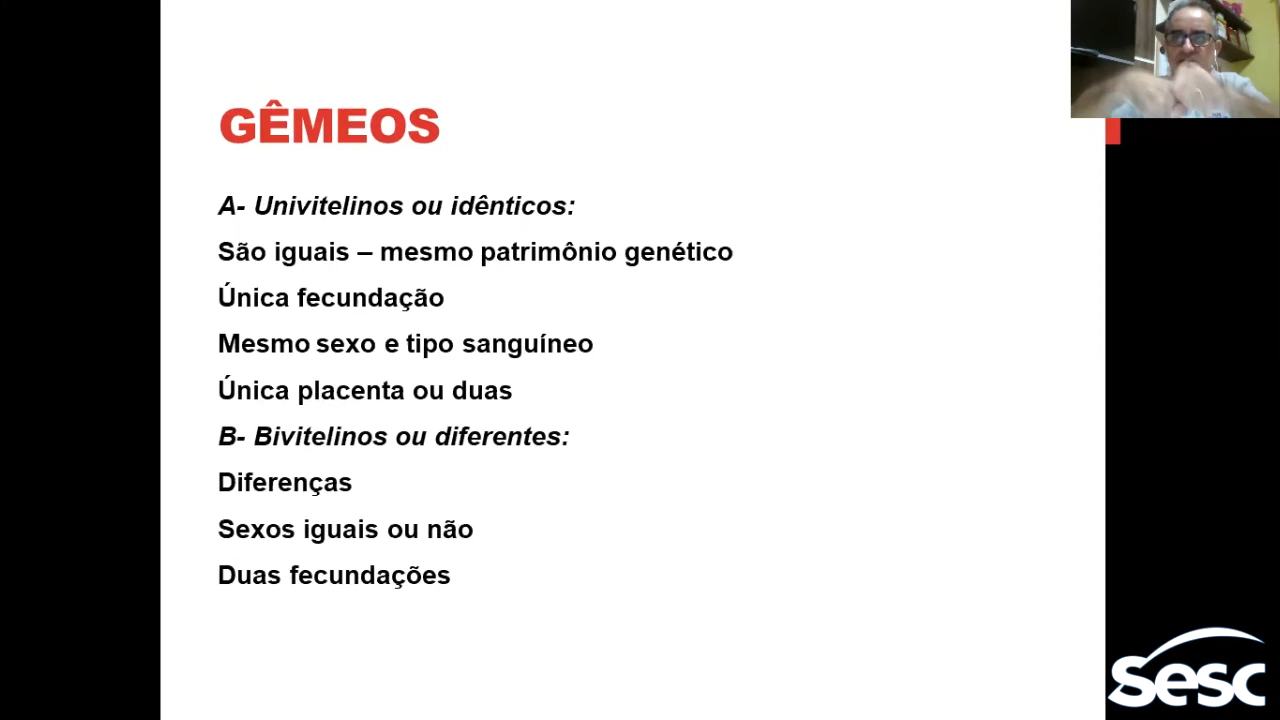 GÊMEOS
A- Univitelinos ou idênticos:
São iguais – mesmo patrimônio genético
Única fecundação
Mesmo sexo e tipo sanguíneo
Única placenta ou duas
B- Bivitelinos ou diferentes:
Diferenças
Sexos iguais ou não
Duas fecundações
Sesc